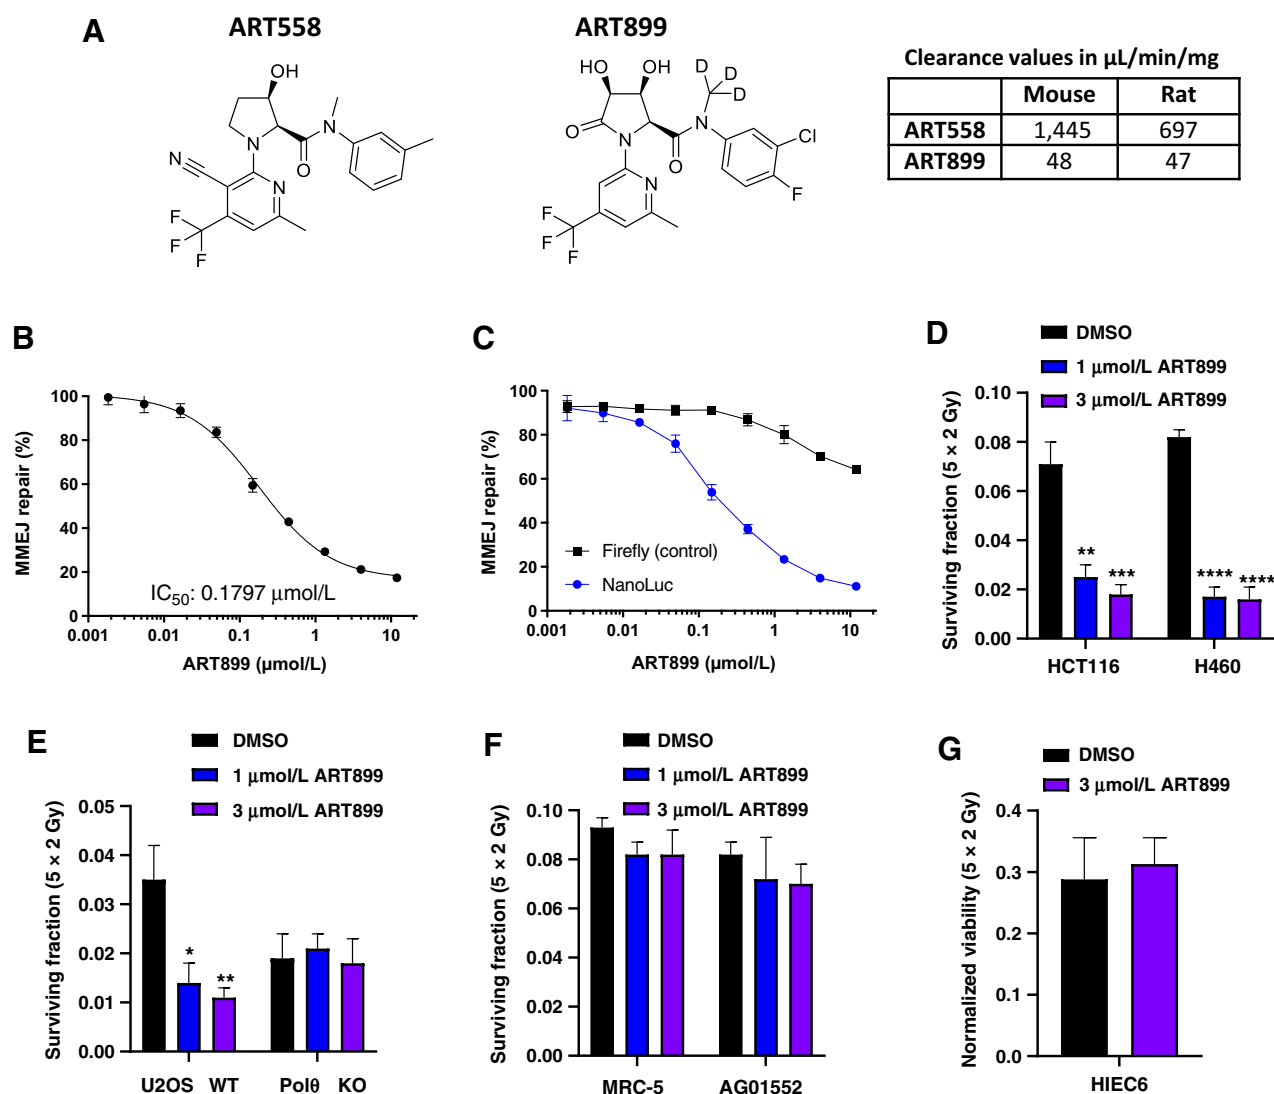 A
ART558
ART899
OH
N
N
O
N
N
F
F
F
HO
OH
D
D
D
O
N
N
O
Cl
F
N
F
F
F
Clearance values in µL/min/mg
Mouse Rat
ART558 1,445 697
ART899 48 47
B
MMEJ repair (%)
100
80
60
40
20
0
IC50: 0.1797 µmol/L
0.001 0.01 0.1 1 10
ART899 (µmol/L)
C
MMEJ repair (%)
100
80
60
40
20
0
Firefly (control)
NanoLuc
0.001 0.01 0.1 1 10
ART899 (µmol/L)
D
DMSO
1 µmol/L ART899
3 µmol/L ART899
Surviving fraction (5 × 2 Gy)
0.10
0.08
0.06
0.04
0.02
0.00
** *** **** ****
HCT116 H460
E
DMSO
1 µmol/L ART899
3 µmol/L ART899
Surviving fraction (5 × 2 Gy)
0.05
0.04
0.03
0.02
0.01
0.00
* **
U2OS WT Polθ KO
F
DMSO
1 µmol/L ART899
3 µmol/L ART899
Surviving fraction (5 × 2 Gy)
0.10
0.08
0.06
0.04
0.02
0.00
MRC-5 AG01552
G
DMSO
3 µmol/L ART899
Normalized viability (5 × 2 Gy)
0.4
0.3
0.2
0.1
0.0
HIEC6